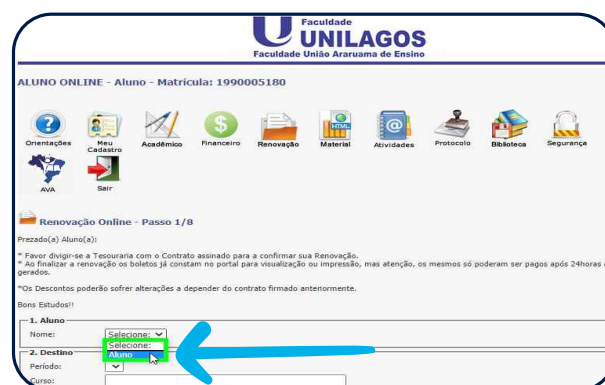 Faculdade
UNILAGOS
Faculdade União Araruama de Ensino
ALUNO ONLINE - Aluno - Matrícula: 1990005180
Orientações
Meu Cadastro
Acadêmico
Financeiro
Renovação
HTML
Material
@
Atividades
Protocolo
Biblioteca
Segurança
AVA
Sair
Renovação Online - Passo 1/8
Prezado(a) Aluno(a):
* Favor divigir-se a Tesouraria com o Contrato assinado para a confirmar sua Renovação.
* Ao finalizar a renovação os boletos já constam no portal para visualização ou impressão, mas atenção, os mesmos só poderam ser pagos após 24horas a
gerados.
*Os Descontos poderão sofrer alterações a depender do contrato firmado anteriormente.
Bons Estudos!!
1. Aluno
Nome: Selecione:
Selecione:
Aluno
2. Destino
Período:
Curso: